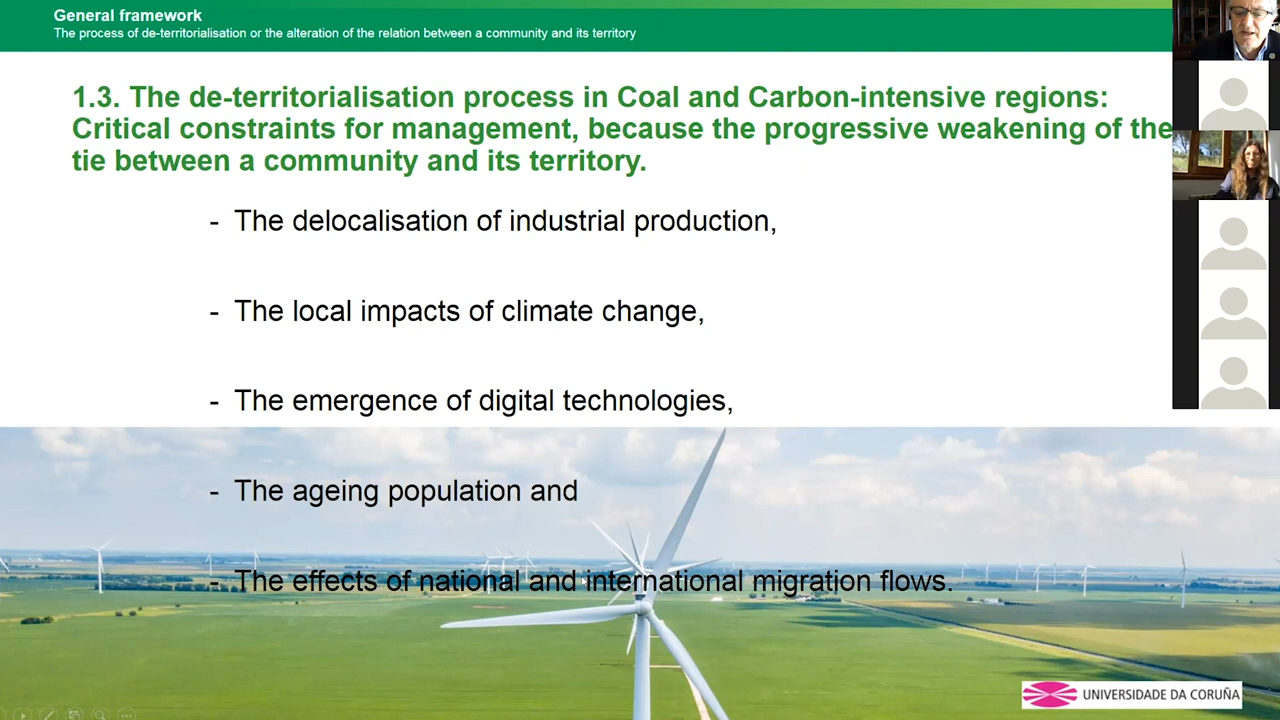 General framework
The process of de-territorialisation or the alteration of the relation between a community and its territory
1.3. The de-territorialisation process in Coal and Carbon-intensive regions:
Critical constraints for management, because the progressive weakening of the
tie between a community and its territory.
- The delocalisation of industrial production,
- The local impacts of climate change,
- The emergence of digital technologies,
- The ageing population and
- The effects of national and international migration flows.
UNIVERSIDADE DA CORUÑA